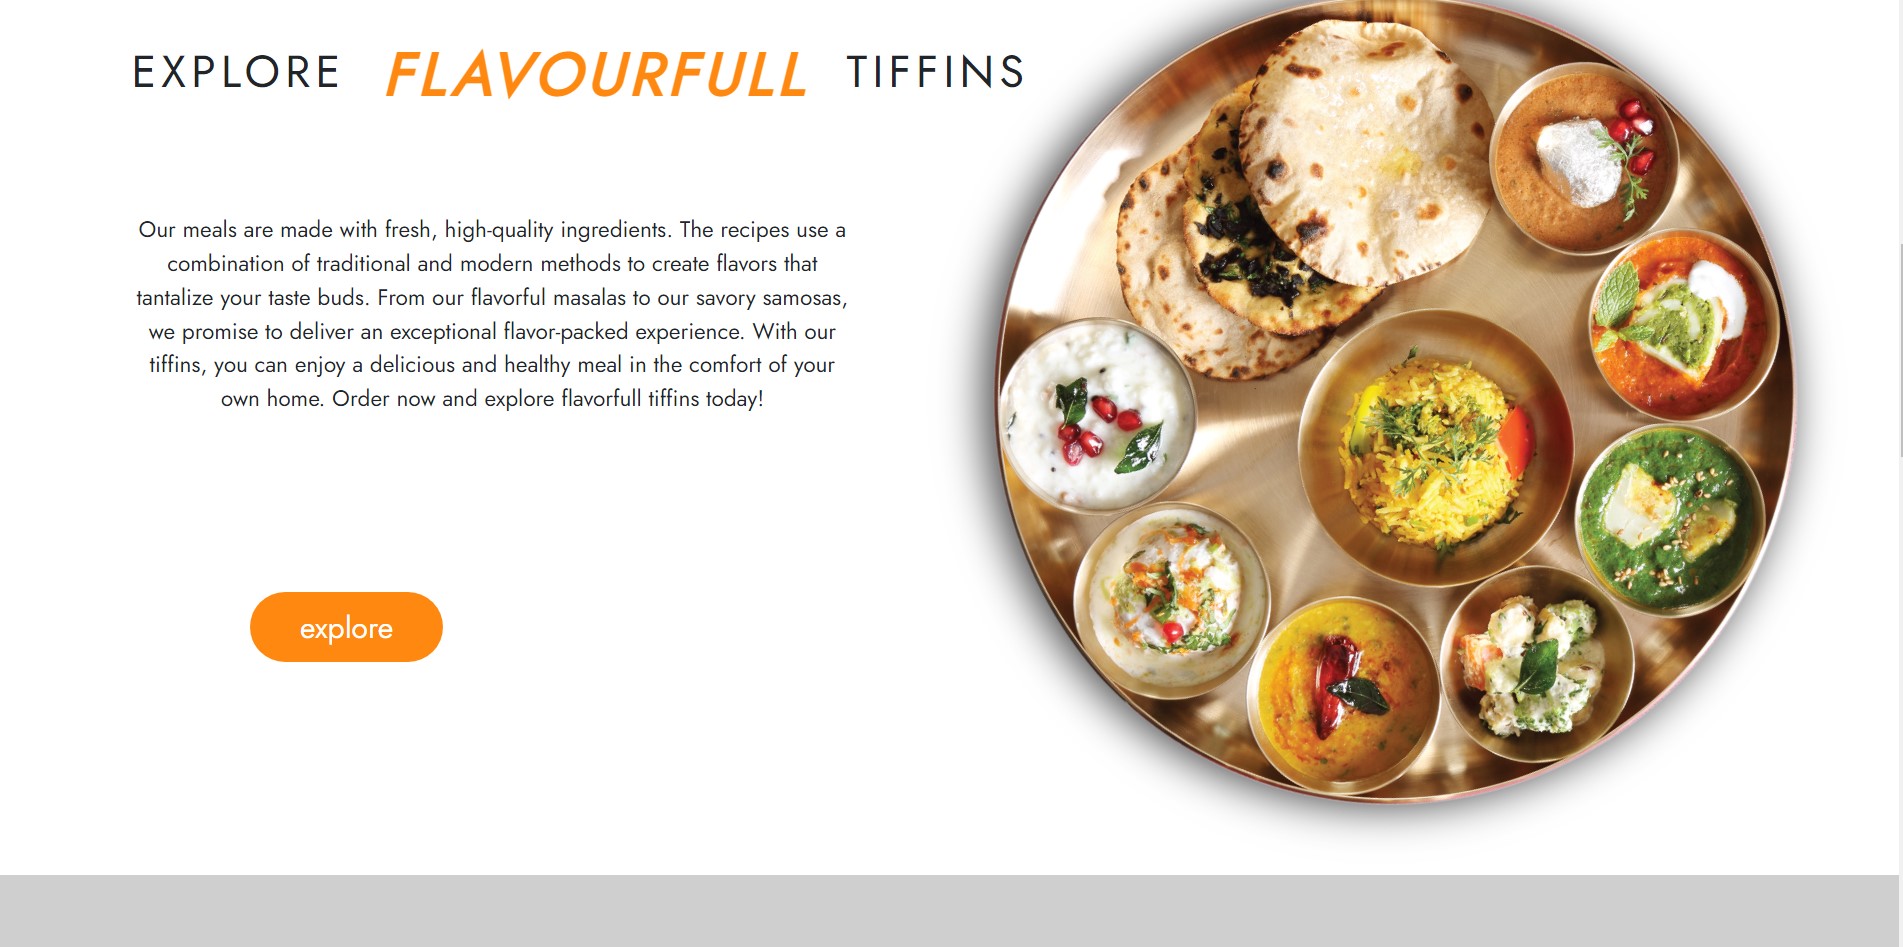 EXPLORE FLAVOURFULL TIFFINS
Our meals are made with fresh, high-quality ingredients. The recipes use a
combination of traditional and modern methods to create flavors that
tantalize your taste buds. From our flavorful masalas to our savory samosas,
we promise to deliver an exceptional flavor-packed experience. With our
tiffins, you can enjoy a delicious and healthy meal in the comfort of your
own home. Order now and explore flavorfull tiffins today!
explore